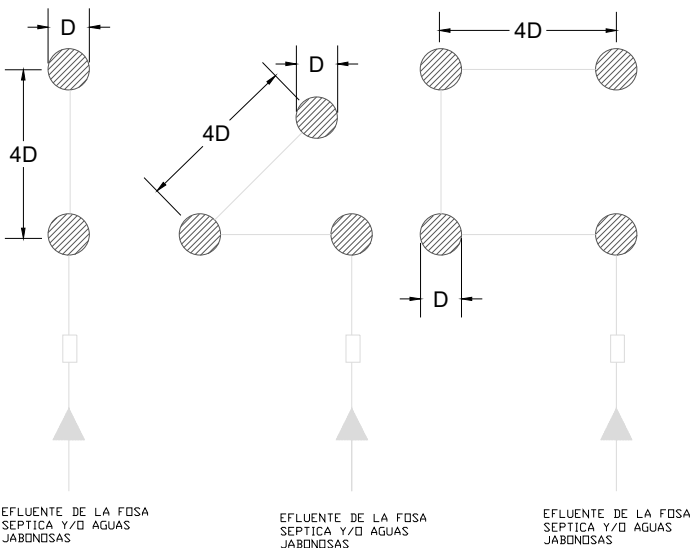 D
4D
D
4D
4D
D
EFLUENTE DE LA FOSA
SEPTICA Y/O AGUAS
JABONOSAS
EFLUENTE DE LA FOSA
SEPTICA Y/O AGUAS
JABONOSAS
EFLUENTE DE LA FOSA
SEPTICA Y/O AGUAS
JABONOSAS